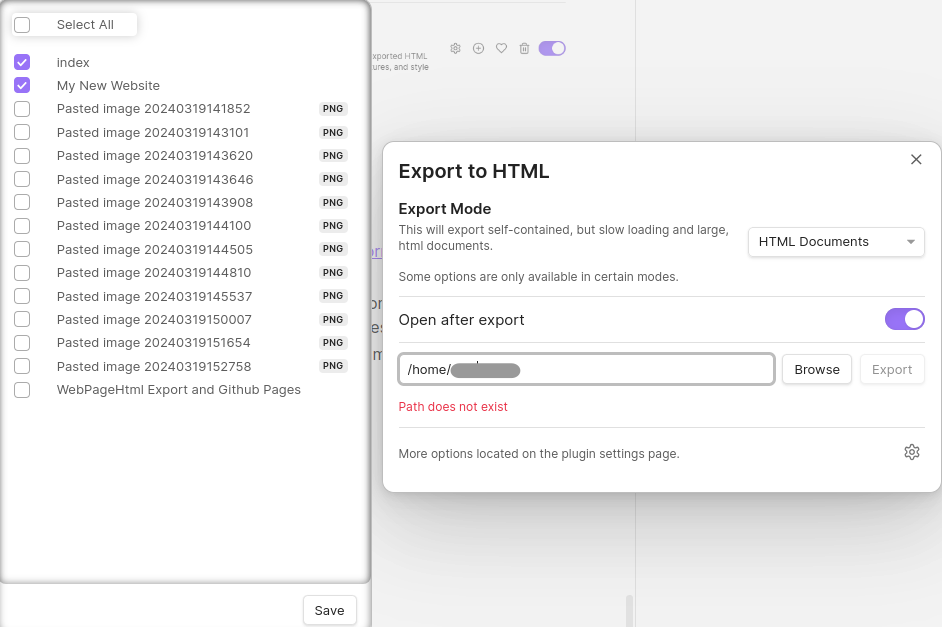 Select All
index
My New Website
Pasted image 20240319141852 PNG
Pasted image 20240319143101 PNG
Pasted image 20240319143620 PNG
Pasted image 20240319143646 PNG
Pasted image 20240319143908 PNG
Pasted image 20240319144100 PNG
Pasted image 20240319144505 PNG
Pasted image 20240319144810 PNG
Pasted image 20240319145537 PNG
Pasted image 20240319150007 PNG
Pasted image 20240319151654 PNG
Pasted image 20240319152758 PNG
WebPageHtml Export and Github Pages
Save
xported HTML
ures, and style
Export to HTML
Export Mode
This will export self-contained, but slow loading and large,
html documents.
HTML Documents
Some options are only available in certain modes.
Open after export
/home/
Browse
Export
Path does not exist
More options located on the plugin settings page.